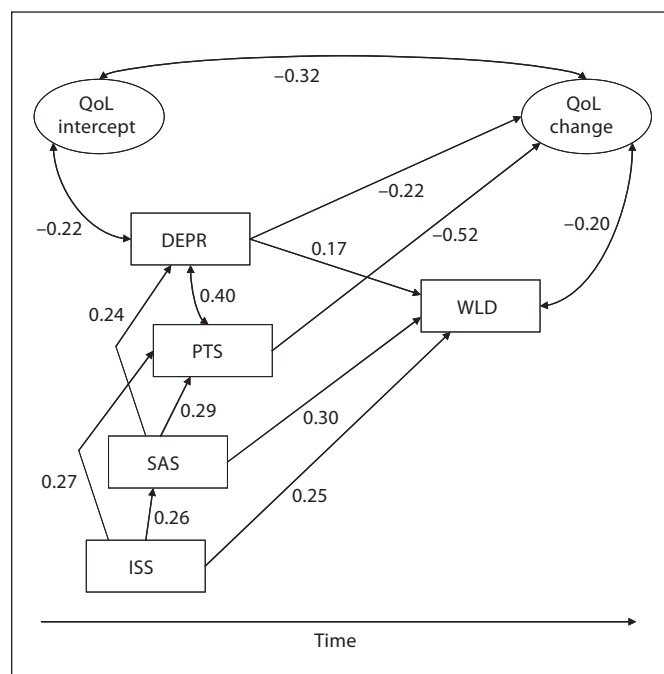 −0.32
QoL
intercept
QoL
change
−0.22
−0.22
DEPR
0.17
−0.52
−0.20
0.24
0.40
WLD
PTS
0.29
0.30
SAS
0.27
0.25
0.26
ISS
Time